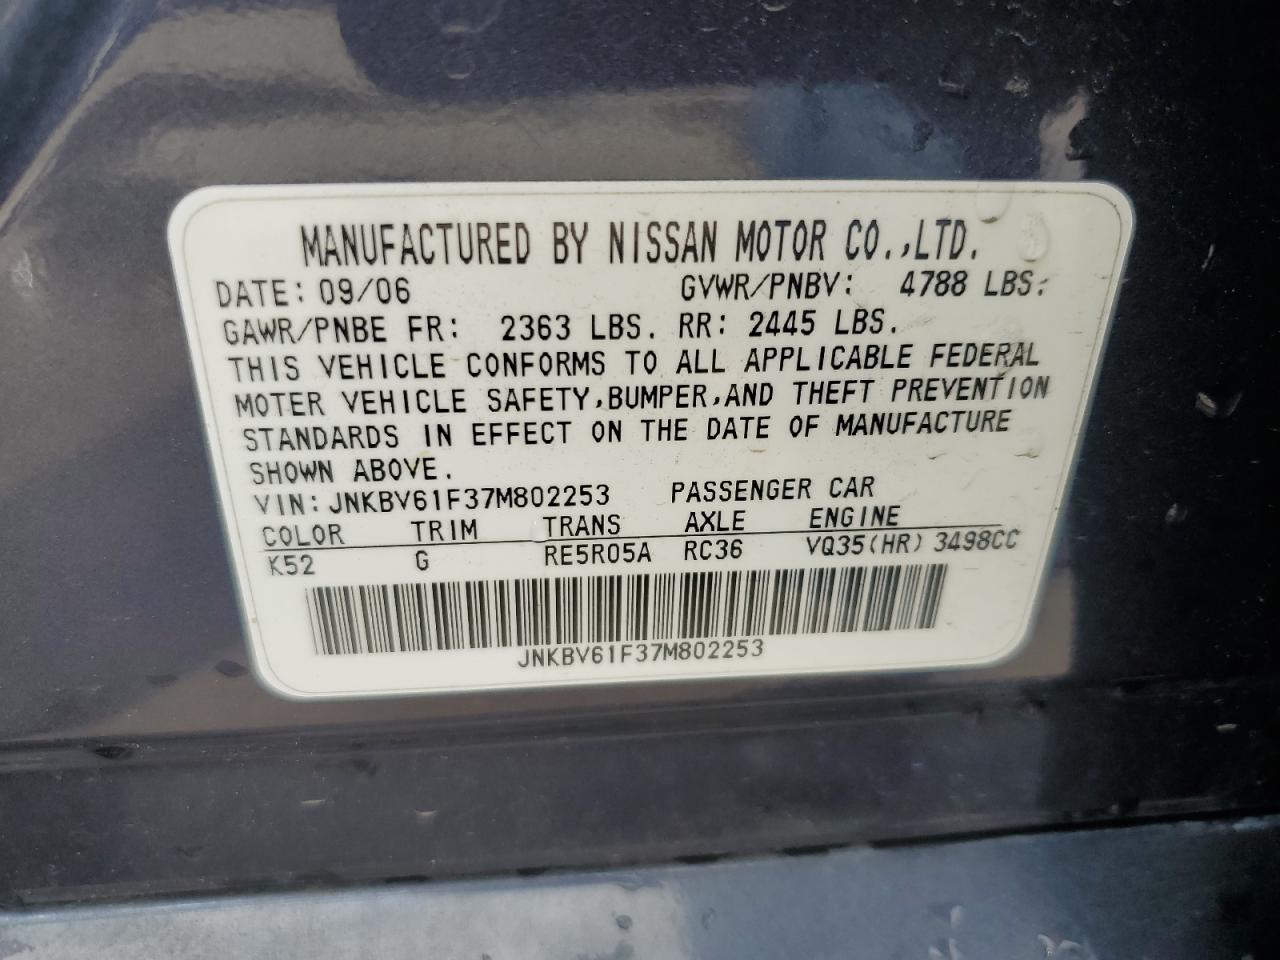 MANUFACTURED BY NISSAN MOTOR CO.,LTD.
DATE: 09/06 GVWR/PNBV: 4788 LBS.
GAWR/PNBE FR: 2363 LBS. RR: 2445 LBS.
THIS VEHICLE CONFORMS TO ALL APPLICABLE FEDERAL
MOTER VEHICLE SAFETY,BUMPER,AND THEFT PREVENTION
STANDARDS IN EFFECT ON THE DATE OF MANUFACTURE
SHOWN ABOVE.
VIN:JNKBV61F37M802253 PASSENGER CAR
COLOR TRIM TRANS AXLE ENGINE
K52 G RE5R05A RC36 VQ35(HR) 3498CC
JNKBV61F37M802253